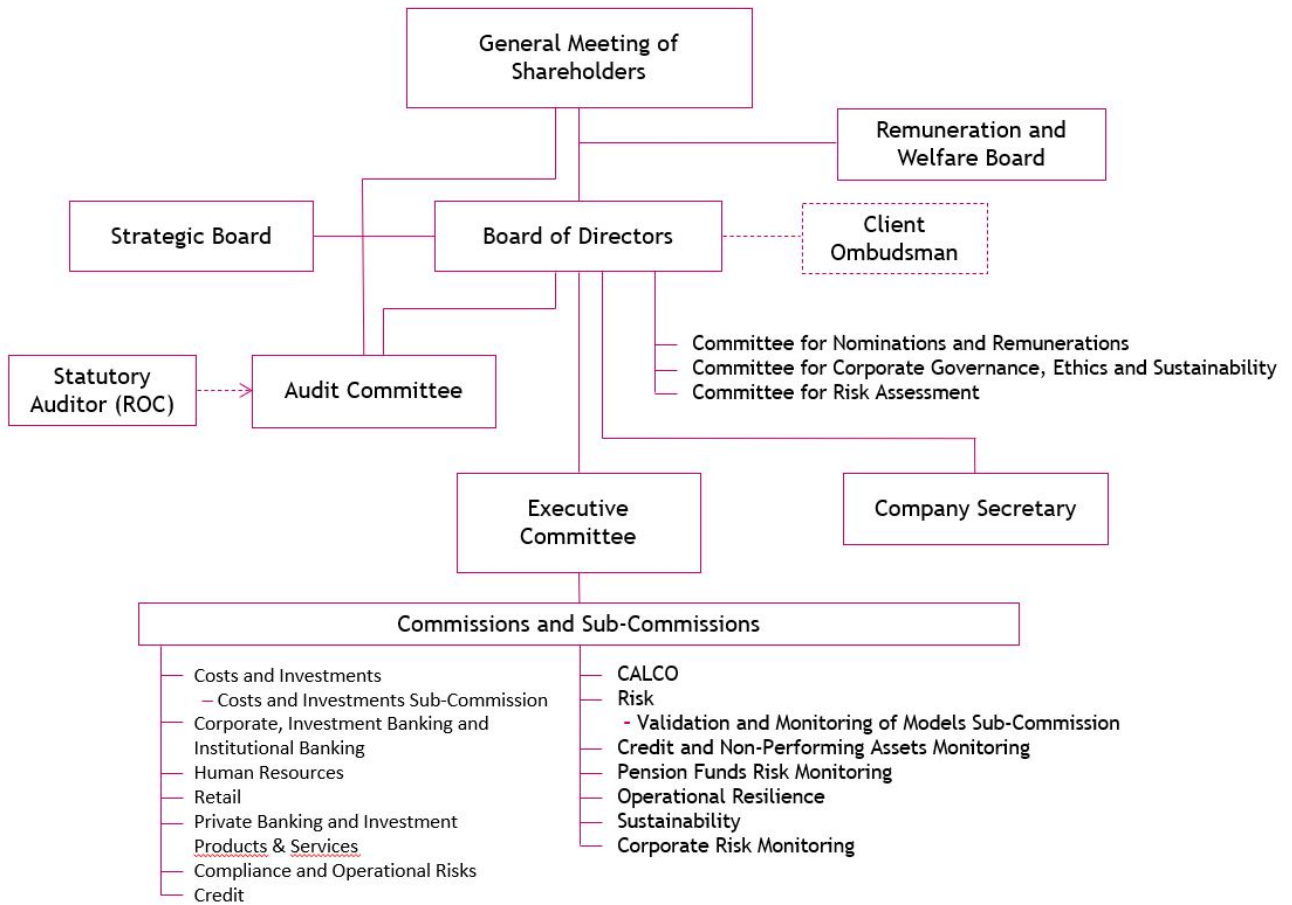 General Meeting of
Shareholders
Remuneration and
Welfare Board
Strategic Board
Board of Directors
Client
Ombudsman
Committee for Nominations and Remunerations
Committee for Corporate Governance, Ethics and Sustainability
Committee for Risk Assessment
Statutory
Auditor (ROC)
Audit Committee
Executive
Committee
Company Secretary
Commissions and Sub-Commissions
Costs and Investments
– Costs and Investments Sub-Commission
Corporate, Investment Banking and
Institutional Banking
Human Resources
Retail
Private Banking and Investment
Products & Services
Compliance and Operational Risks
Credit
CALCO
Risk
- Validation and Monitoring of Models Sub-Commission
Credit and Non-Performing Assets Monitoring
Pension Funds Risk Monitoring
Operational Resilience
Sustainability
Corporate Risk Monitoring